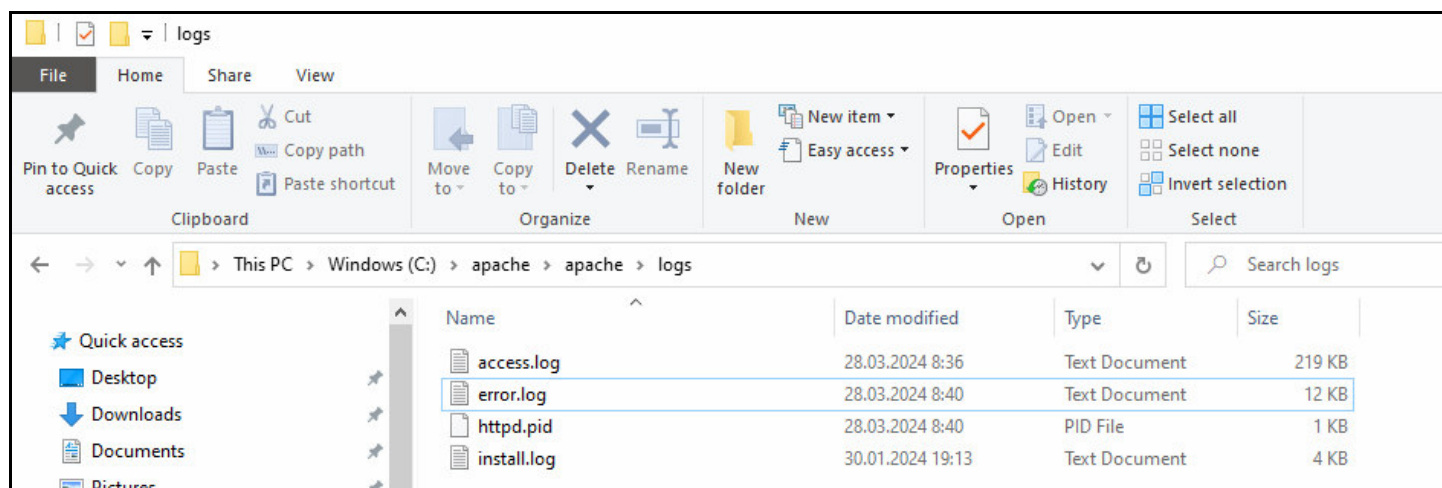 logs
File Home Share View
Pin to Quick access
Copy
Paste
Cut
Copy path
Paste shortcut
Clipboard
Move to
Copy to
Delete
Rename
Organize
New folder
New item
Easy access
New
Properties
Open
Edit
History
Open
Select all
Select none
Invert selection
Select
This PC > Windows (C:) > apache > apache > logs
Search logs
Quick access
Desktop
Downloads
Documents
Pictures
Name Date modified Type Size
access.log 28.03.2024 8:36 Text Document 219 KB
error.log 28.03.2024 8:40 Text Document 12 KB
httpd.pid 28.03.2024 8:40 PID File 1 KB
install.log 30.01.2024 19:13 Text Document 4 KB